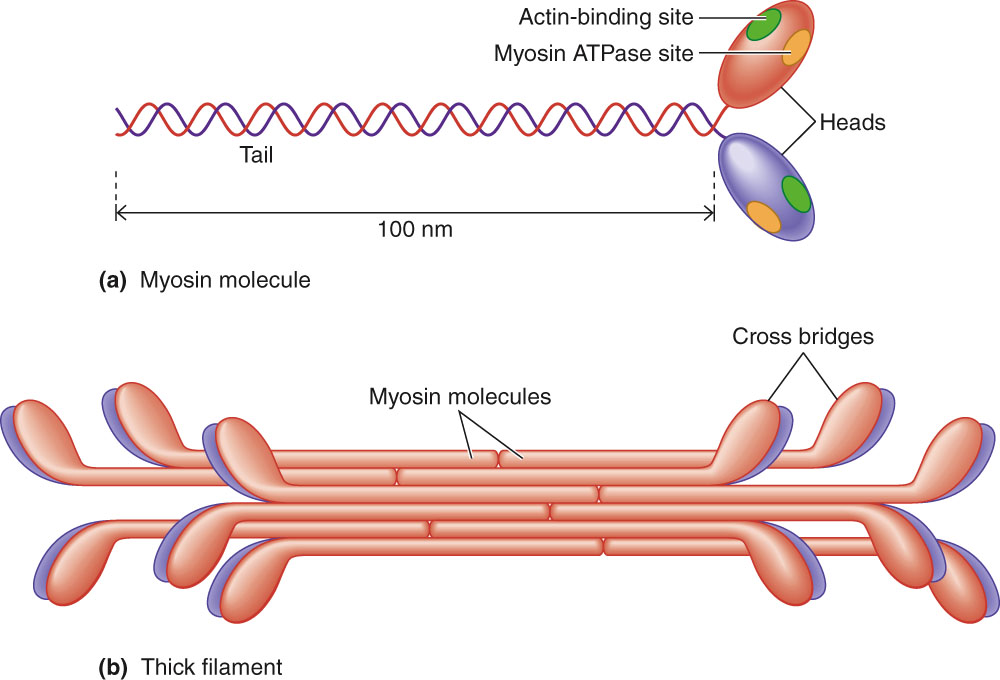 Actin-binding site
Myosin ATPase site
Heads
Tail
100 nm
(a) Myosin molecule
Cross bridges
Myosin molecules
(b) Thick filament